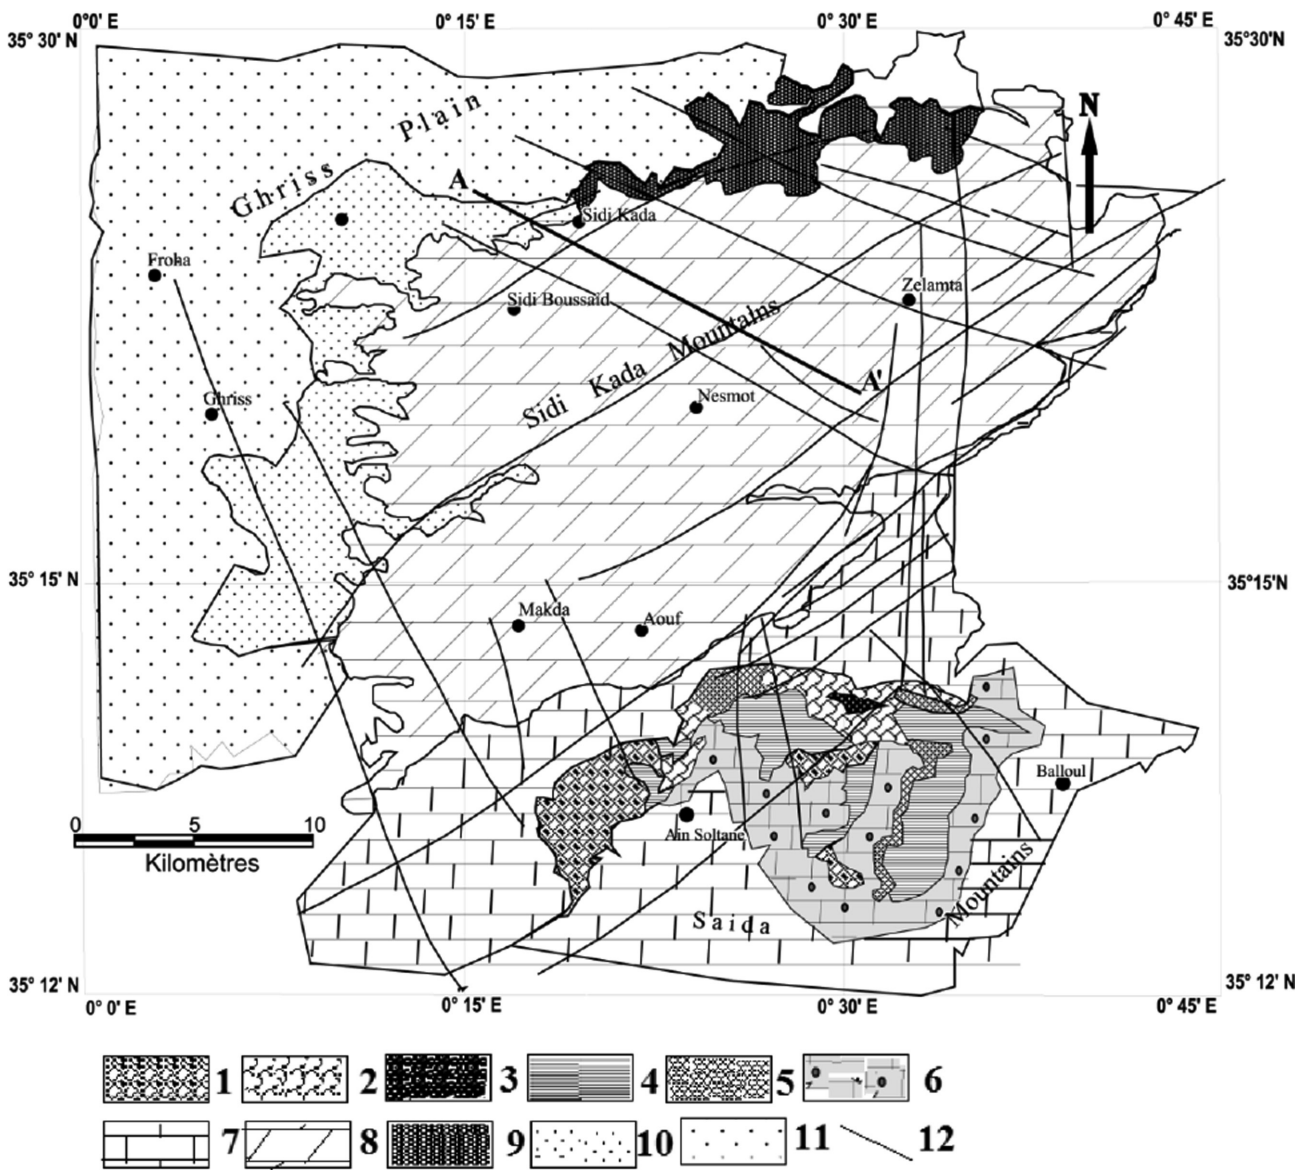 0°0' E 0° 15' E 0° 30' E 0° 45' E
35° 30' N 35°30'N
N
Ghriss Plain
A
Sidi Kada
Froha
Zelamta
Sidi Boussaid
Sidi Kada Mountains
A'
Ghriss
Nesmot
35° 15' N 35°15'N
Makda Aouf
Balloul
0 5 10
Kilomètres
Ain Soltane
Saida Mountains
35° 12' N 35° 12'N
0° 0' E 0° 15' E 0° 30' E 0° 45' E
1 2 3 4 5 6
7 8 9 10 11 12